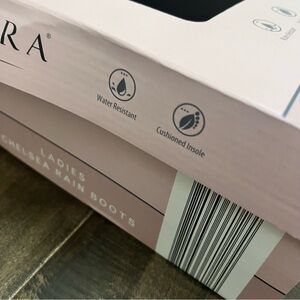 RA®
Water Resistant
Cushioned Insole
LADIES
CHELSEA RAIN BOOTS